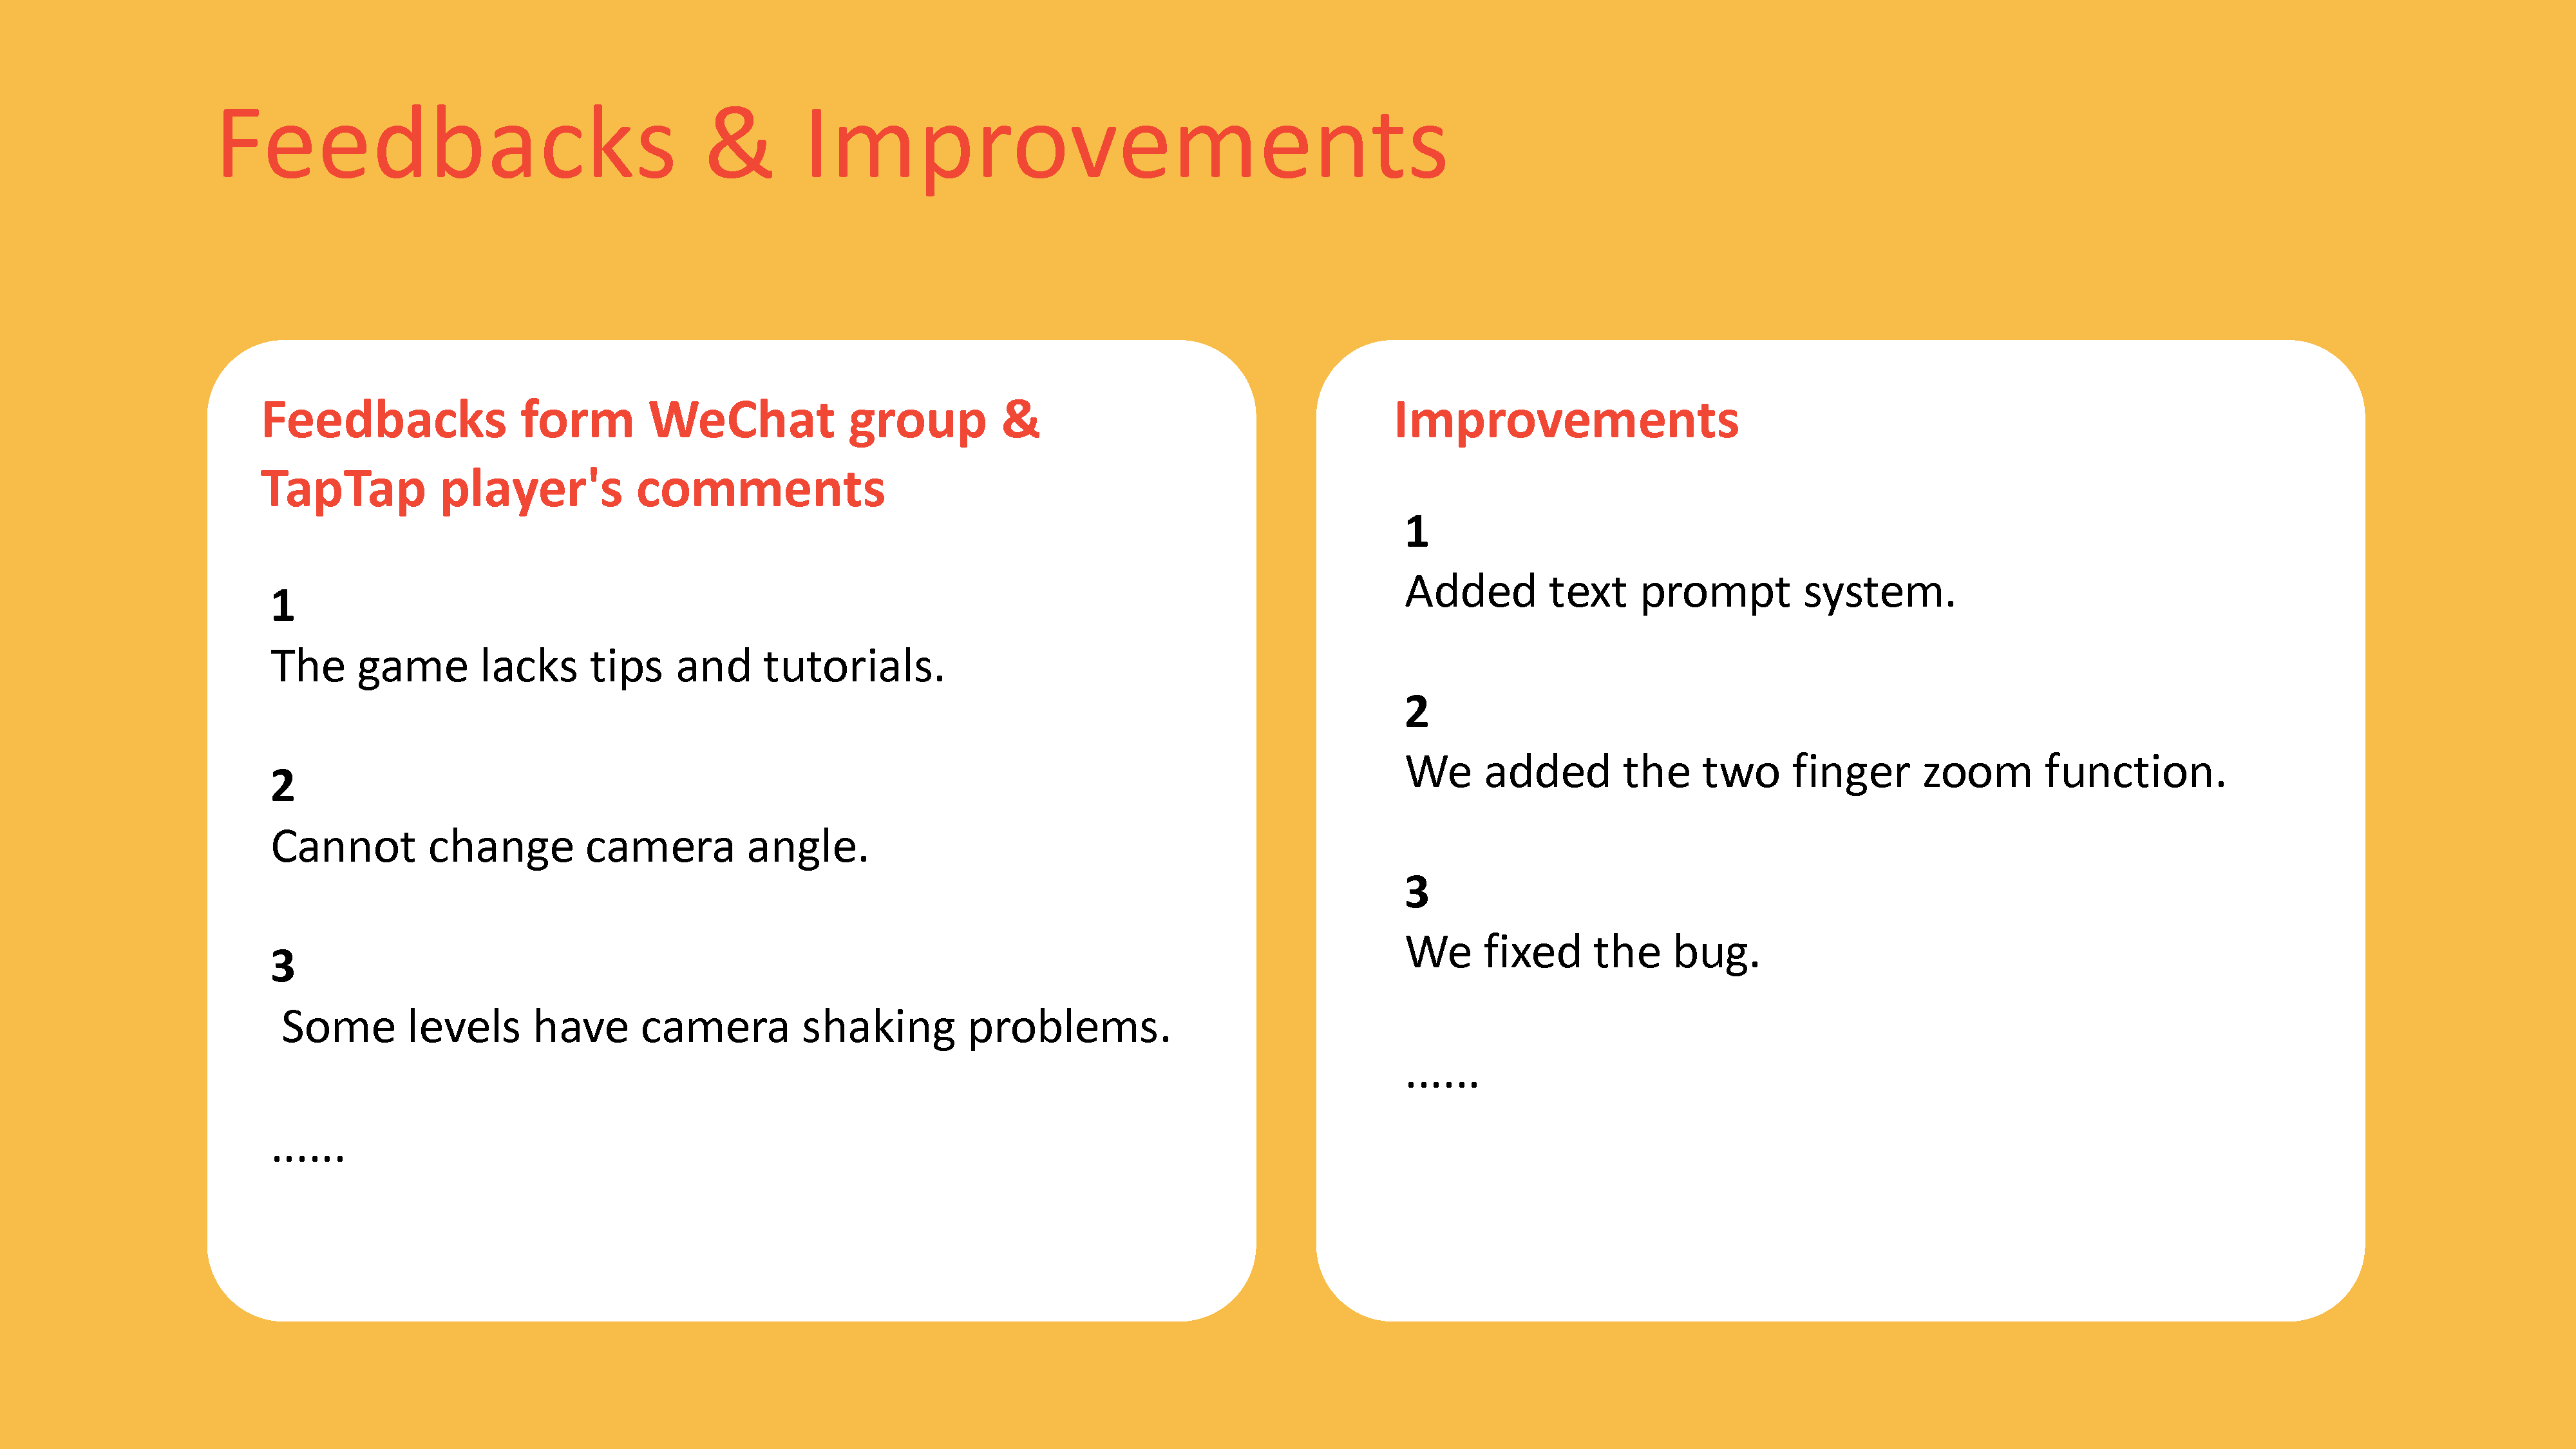 Feedbacks & Improvements
Feedbacks form WeChat group &
TapTap player's comments
1
The game lacks tips and tutorials.
2
Cannot change camera angle.
3
Some levels have camera shaking problems.
......
Improvements
1
Added text prompt system.
2
We added the two finger zoom function.
3
We fixed the bug.
......